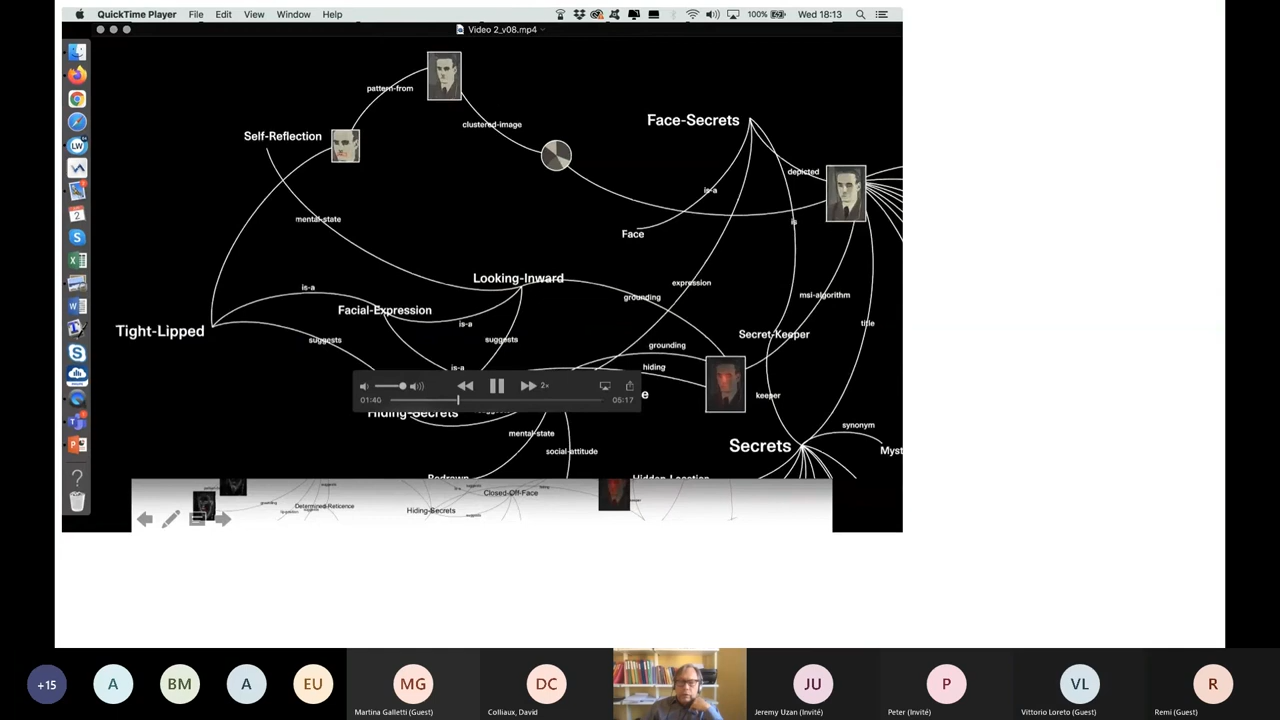 QuickTime Player File Edit View Window Help 100% Wed 18:13
Video 2_v08.mp4
pattern-from
clustered-image
Self-Reflection
Face-Secrets
depicted
is-a
is
mental-state
Face
Looking-Inward
expression
is-a
grounding
msi-algorithm
Facial-Expression
is-a
title
Tight-Lipped
suggests
suggests
Secret-Keeper
grounding
is-a
hiding
2x
01:46
05:17
e
keeper
Hiding-Secrets
synonym
mental-state
Secrets
Myst
social-attitude
Redrawn
Hidden-Location
Closed-Off-Face
Determined-Reticence
Hiding-Secrets
+15
A
BM
A
EU
MG
DC
JU
P
VL
R
Martina Galletti (Guest)
Colliaux, David
Jeremy Uzan (Invité)
Peter (Invité)
Vittorio Loreto (Guest)
Remi (Guest)